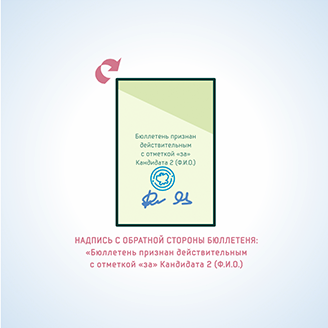 Бюллетень признан
действительным
с отметкой «за»
Кандидата 2 (Ф.И.О.)
НАДПИСЬ С ОБРАТНОЙ СТОРОНЫ БЮЛЛЕТЕНЯ:
«Бюллетень признан действительным
с отметкой «за» Кандидата 2 (Ф.И.О.)